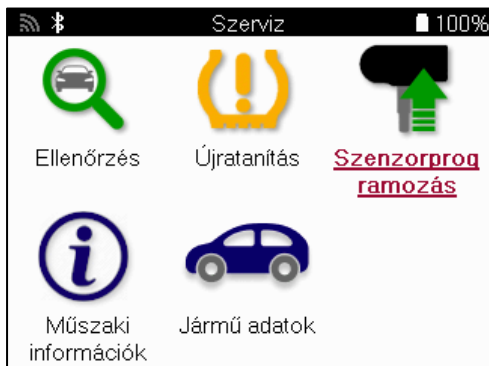 Szerviz 100%
Ellenőrzés Újratanítás Szenzorprog
ramozás
Műszaki Jármű adatok
információk